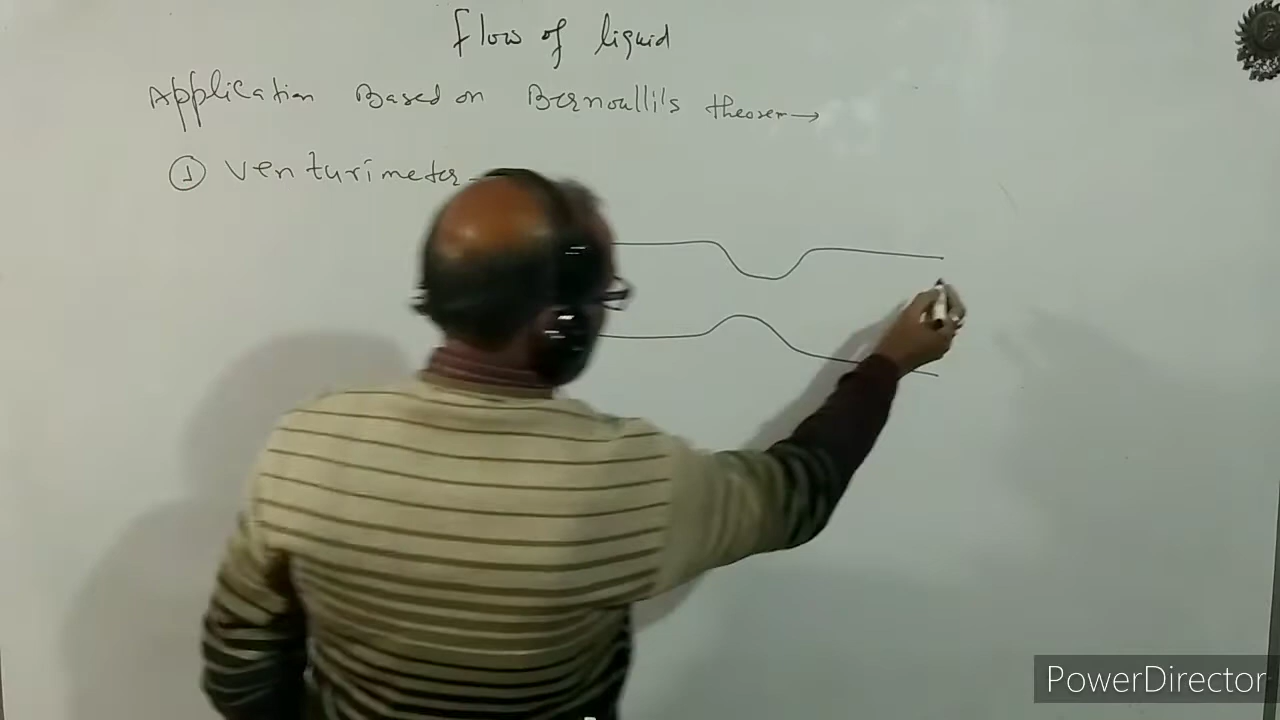 Flow of liquid
Application Based on Bernoulli's theorem→
① Venturimeter
PowerDirector